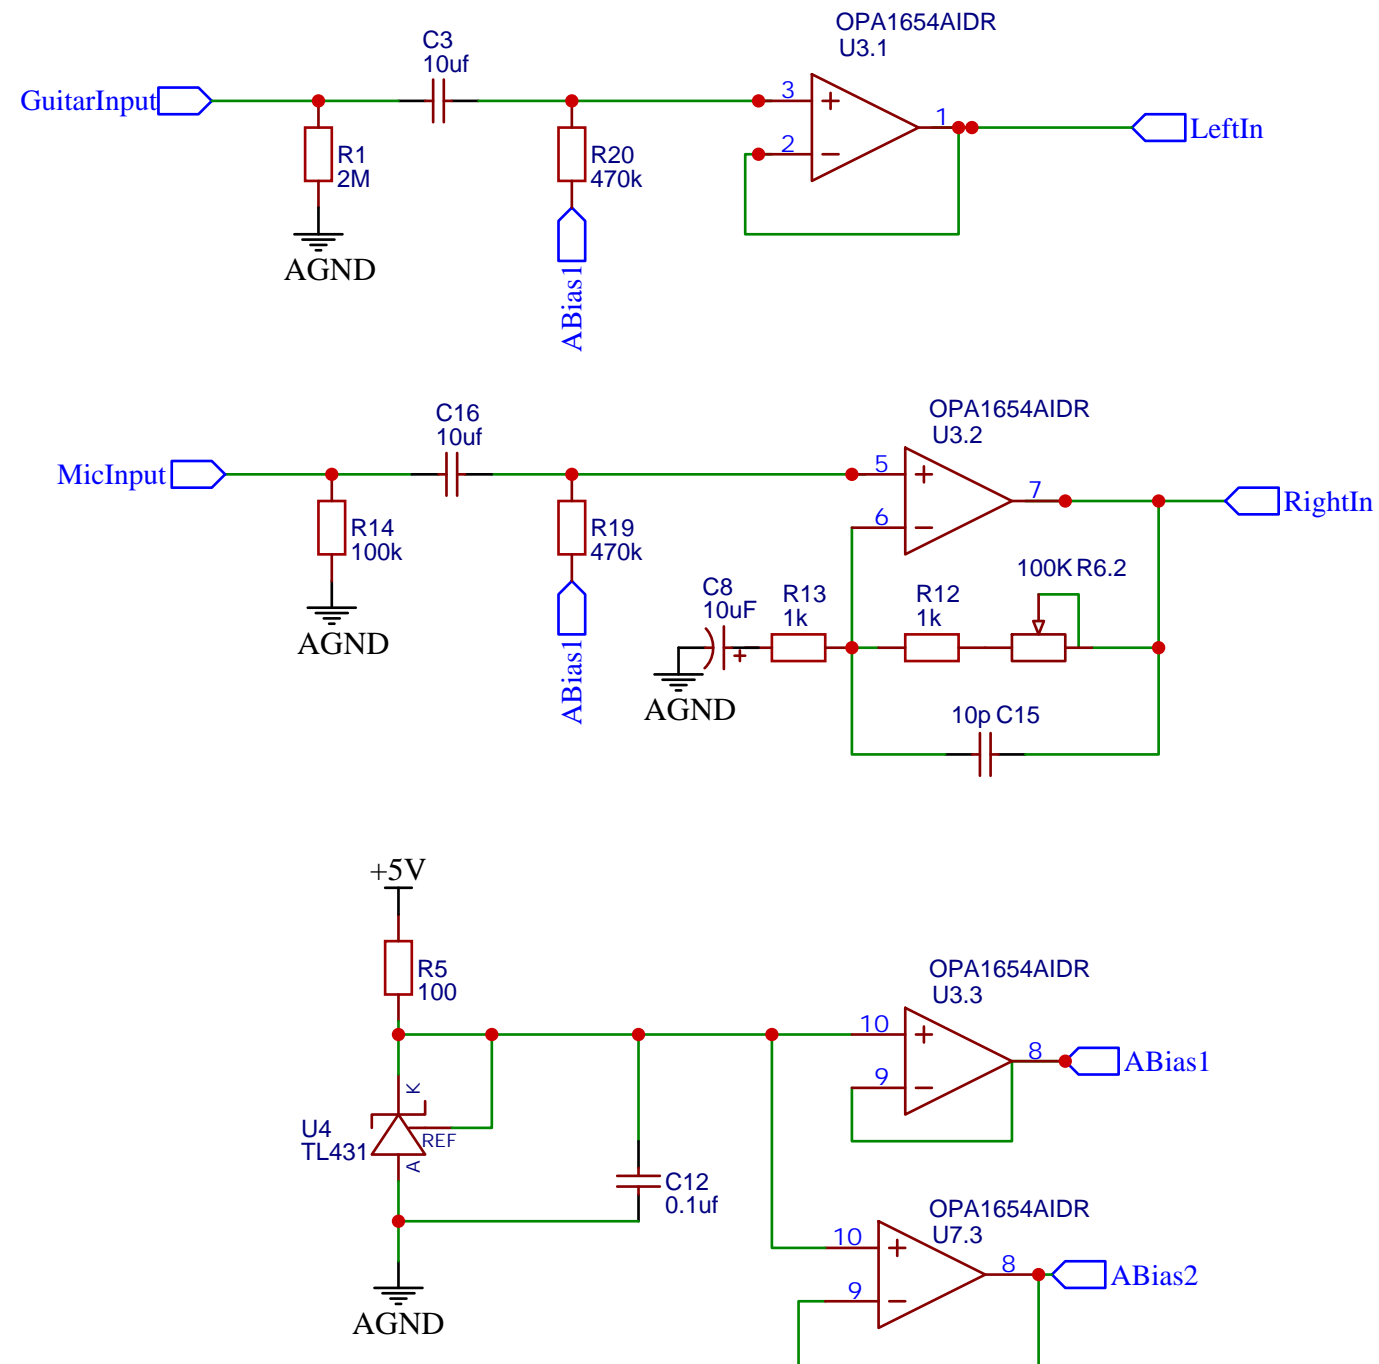 OPA1654AIDR
U3.1
C3
10uf
GuitarInput
3
+
1
2
−
LeftIn
R1
2M
R20
470k
AGND
ABias1
C16
10uf
OPA1654AIDR
U3.2
MicInput
5
+
7
6
−
RightIn
R14
100k
R19
470k
100K R6.2
C8
10uF
R13
1k
R12
1k
+
AGND
ABias1
AGND
10p C15
+5V
R5
100
OPA1654AIDR
U3.3
10
+
8
9
−
ABias1
K
U4
TL431
REF
A
C12
0.1uf
OPA1654AIDR
U7.3
10
+
8
9
−
ABias2
AGND